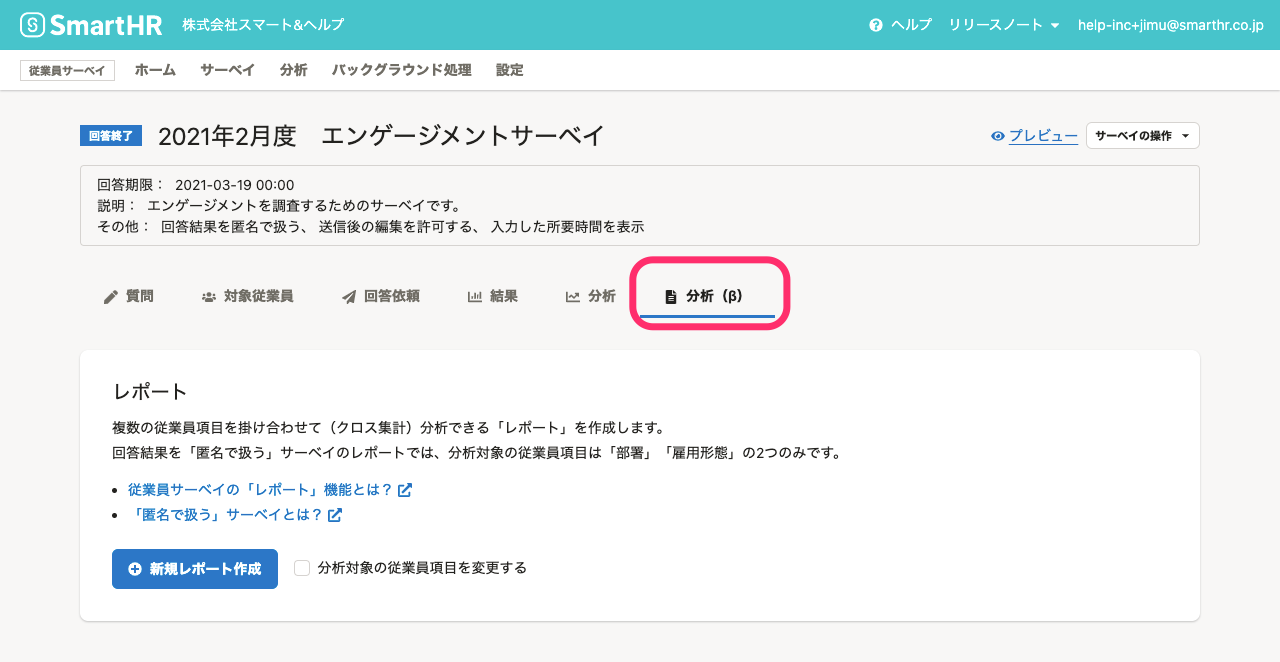 SmartHR 株式会社スマート&ヘルプ ヘルプ リリースノート help-inc+jimu@smarthr.co.jp
従業員サーベイ ホーム サーベイ 分析 バックグラウンド処理 設定
回答終了 2021年2月度　エンゲージメントサーベイ プレビュー サーベイの操作
回答期限： 2021-03-19 00:00
説明： エンゲージメントを調査するためのサーベイです。
その他： 回答結果を匿名で扱う、 送信後の編集を許可する、 入力した所要時間を表示
質問 対象従業員 回答依頼 結果 分析 分析（β）
レポート
複数の従業員項目を掛け合わせて（クロス集計）分析できる「レポート」を作成します。
回答結果を「匿名で扱う」サーベイのレポートでは、分析対象の従業員項目は「部署」「雇用形態」の2つのみです。
従業員サーベイの「レポート」機能とは？
「匿名で扱う」サーベイとは？
新規レポート作成 分析対象の従業員項目を変更する